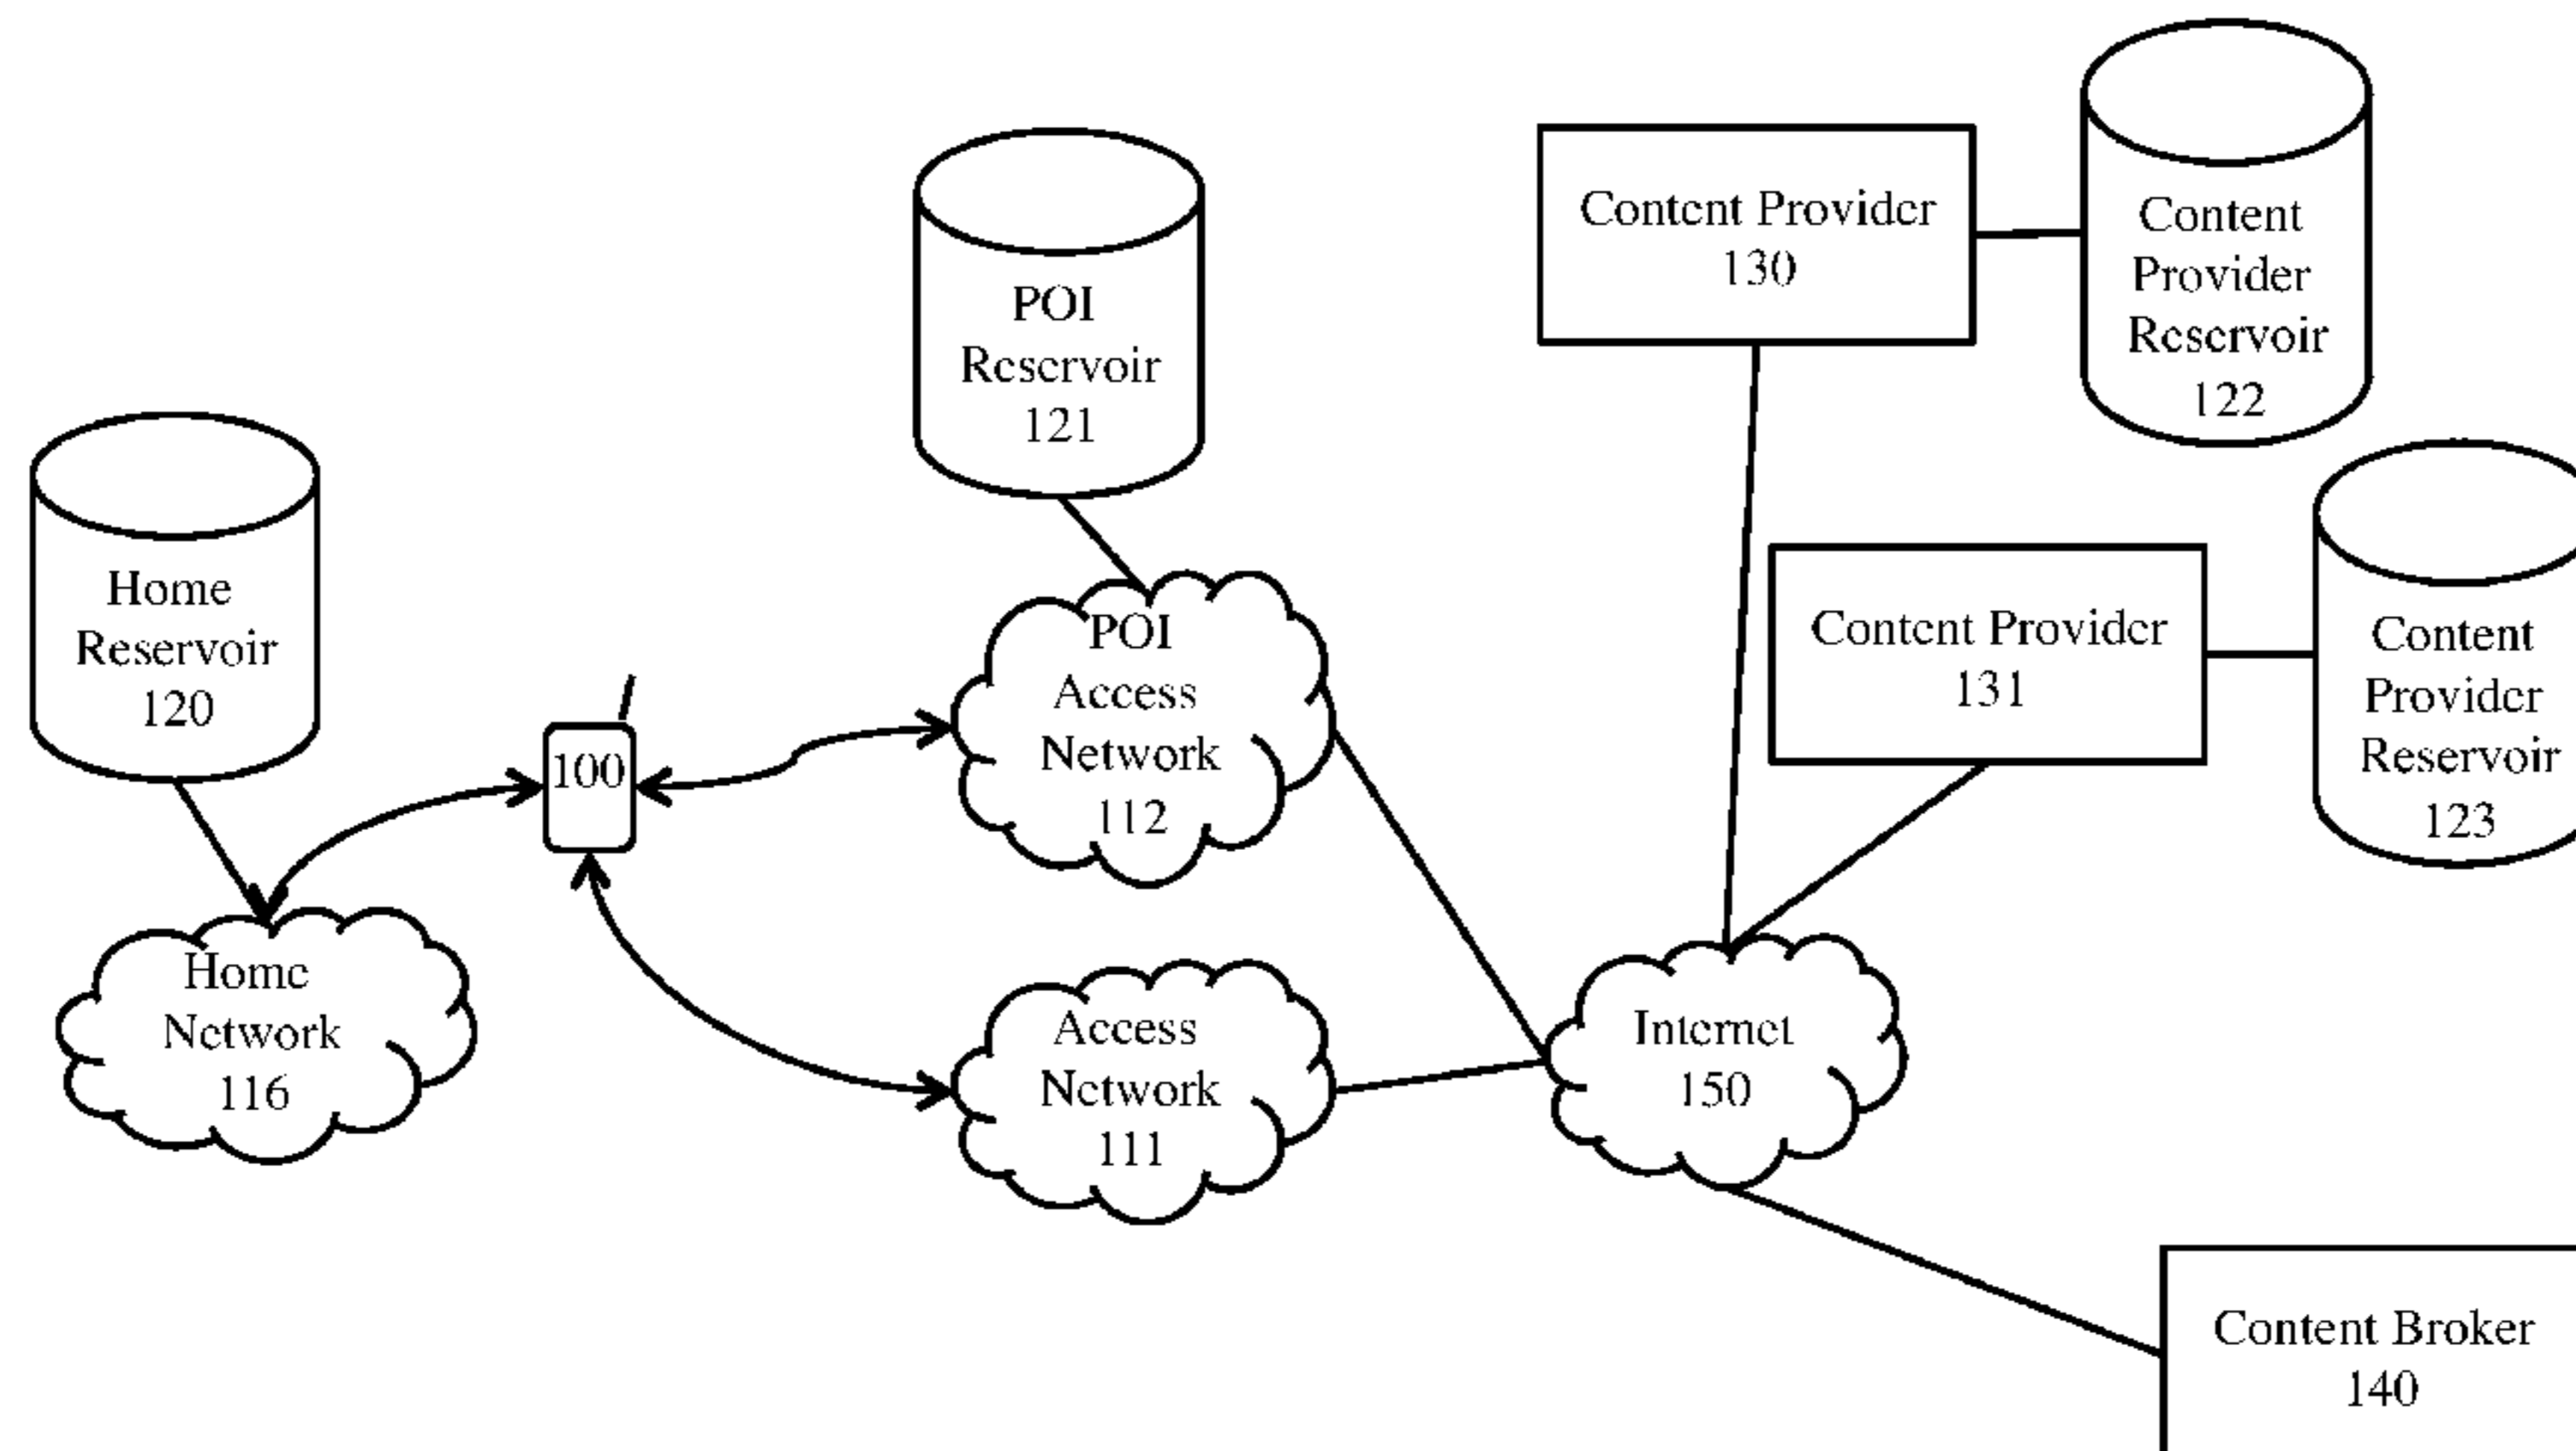 Content Provider
130
Content
Provider
Reservoir
122
POI
Reservoir
121
Home
Reservoir
120
Content Provider
131
Content
Provider
Reservoir
123
100
POI
Access
Network
112
Home
Network
116
Access
Network
111
Internet
150
Content Broker
140